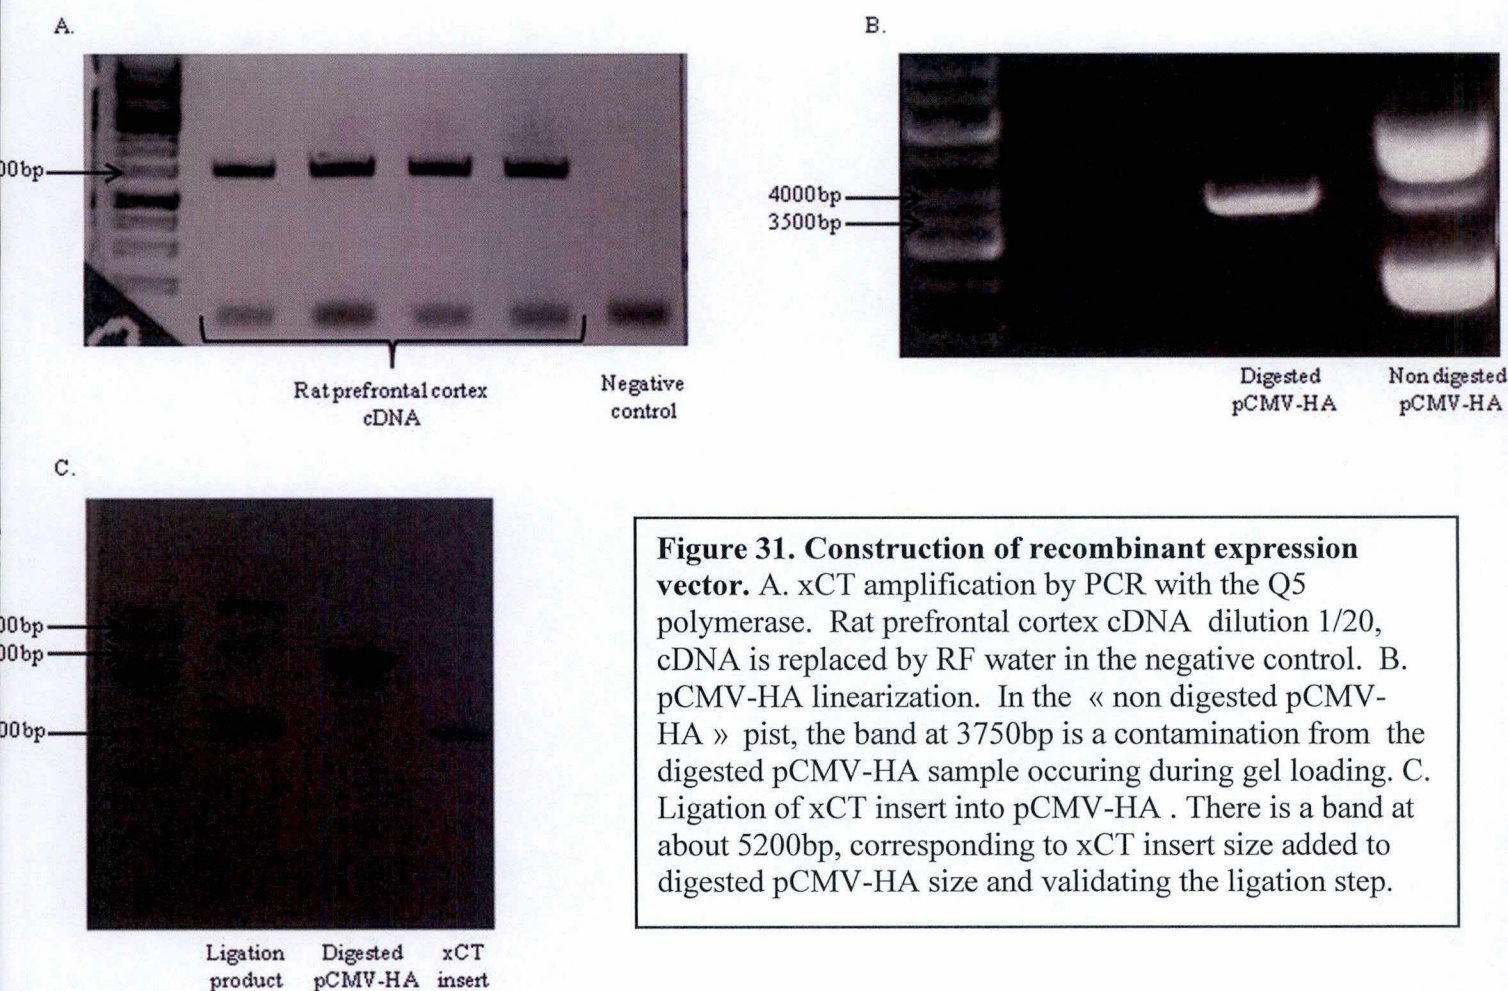 A.
B.
00bp
4000bp
3500bp
Rat prefrontal cortex
cDNA
Negative
control
Digested
pCMV-HA
Non digested
pCMV-HA
C.
00bp
00bp
00bp
Ligation
product
Digested
pCMV-HA
xCT
insert
Figure 31. Construction of recombinant expression
vector. A. xCT amplification by PCR with the Q5
polymerase. Rat prefrontal cortex cDNA dilution 1/20,
cDNA is replaced by RF water in the negative control. B.
pCMV-HA linearization. In the « non digested pCMV-
HA » pist, the band at 3750bp is a contamination from the
digested pCMV-HA sample occuring during gel loading. C.
Ligation of xCT insert into pCMV-HA . There is a band at
about 5200bp, corresponding to xCT insert size added to
digested pCMV-HA size and validating the ligation step.